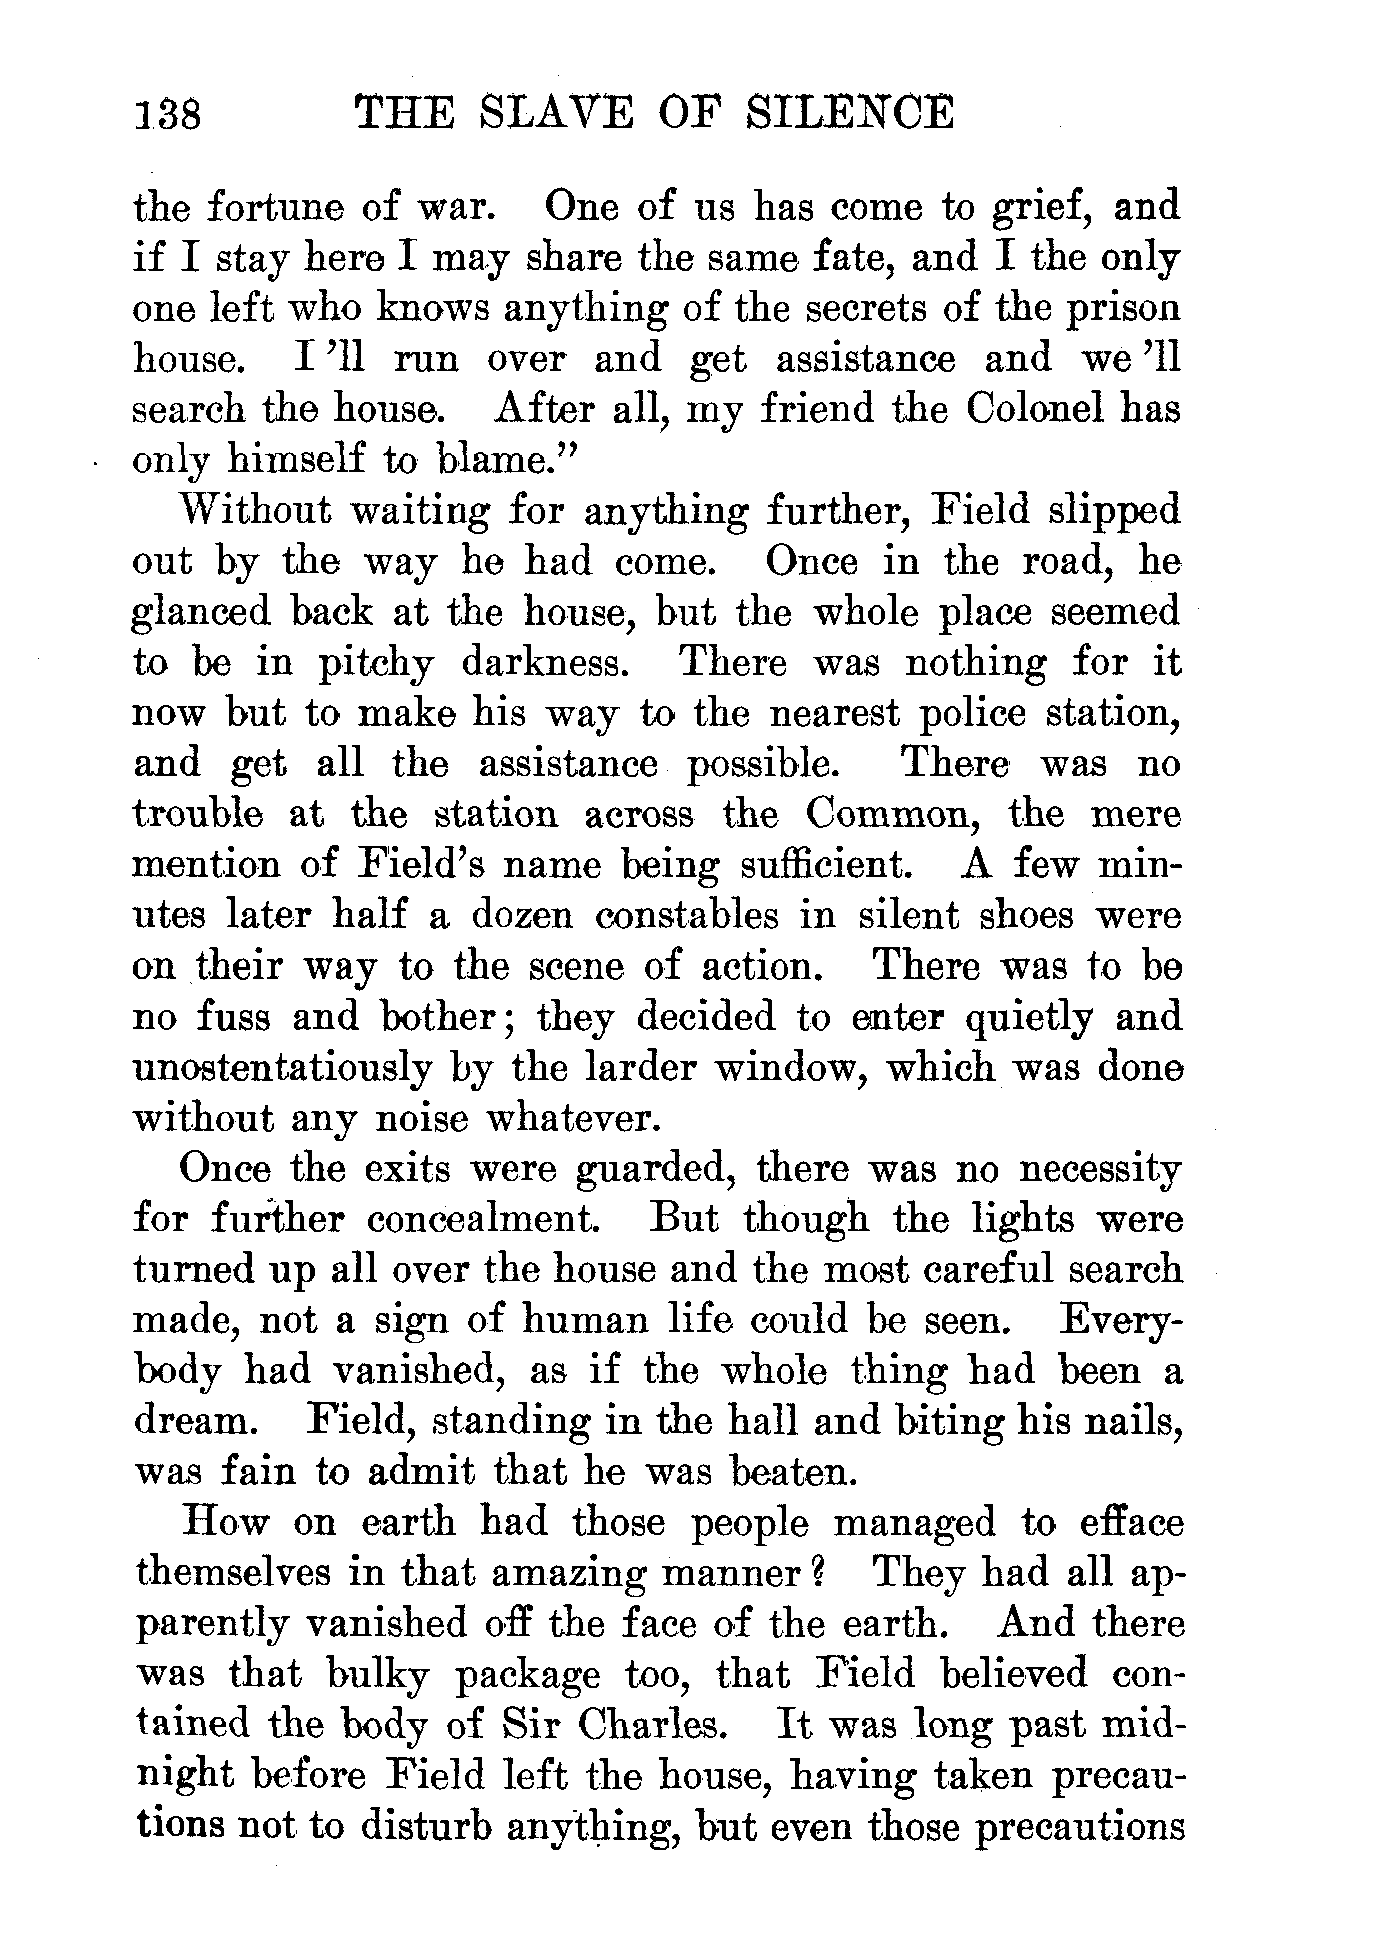 138 THE SLAVE OF SILENCE
the fortune of war. One of us has come to grief, and
if I stay here I may share the same fate, and I the only
one left who knows anything of the secrets of the prison
house. I 'll run over and get assistance and we 'll
search the house. After all, my friend the Colonel has
only himself to blame."
Without waiting for anything further, Field slipped
out by the way he had come. Once in the road, he
glanced back at the house, but the whole place seemed
to be in pitchy darkness. There was nothing for it
now but to make his way to the nearest police station,
and get all the assistance possible. There was no
trouble at the station across the Common, the mere
mention of Field's name being sufficient. A few min-
utes later half a dozen constables in silent shoes were
on their way to the scene of action. There was to be
no fuss and bother; they decided to enter quietly and
unostentatiously by the larder window, which was done
without any noise whatever.
Once the exits were guarded, there was no necessity
for further concealment. But though the lights were
turned up all over the house and the most careful search
made, not a sign of human life could be seen. Every-
body had vanished, as if the whole thing had been a
dream. Field, standing in the hall and biting his nails,
was fain to admit that he was beaten.
How on earth had those people managed to efface
themselves in that amazing manner? They had all ap-
parently vanished off the face of the earth. And there
was that bulky package too, that Field believed con-
tained the body of Sir Charles. It was long past mid-
night before Field left the house, having taken precau-
tions not to disturb anything, but even those precautions